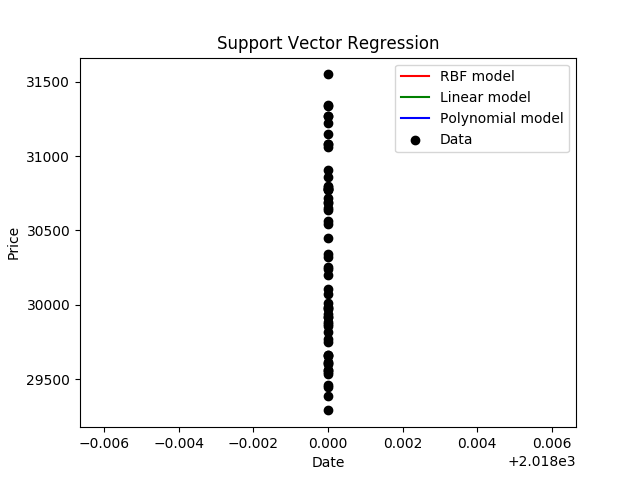 Support Vector Regression
RBF model
Linear model
Polynomial model
Data
Price
31500
31000
30500
30000
29500
−0.006
−0.004
−0.002
0.000
0.002
0.004
0.006
+2.018e3
Date